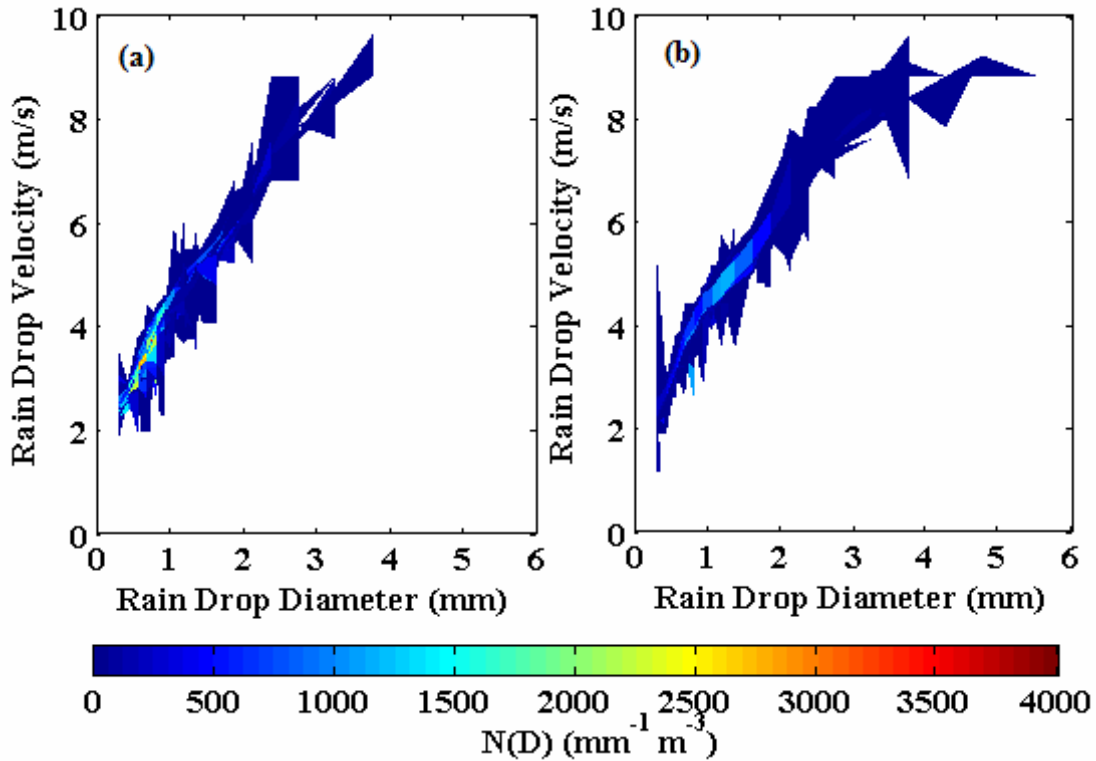 10
8
6
4
2
0
Rain Drop Velocity (m/s)
(a)
0 1 2 3 4 5 6
Rain Drop Diameter (mm)
10
8
6
4
2
0
Rain Drop Velocity (m/s)
(b)
0 1 2 3 4 5 6
Rain Drop Diameter (mm)
0 500 1000 1500 2000 2500 3000 3500 4000
N(D) (mm⁻¹ m⁻³)